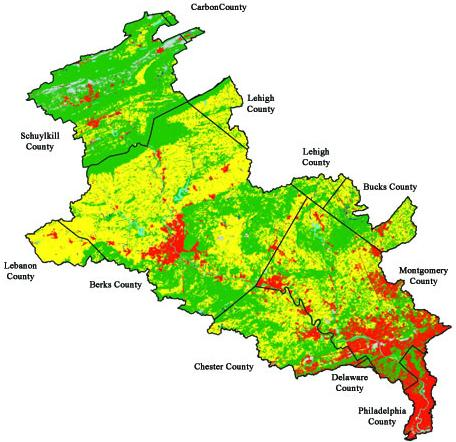 CarbonCounty
Lehigh
County
Schuylkill
County
Lehigh
County
Bucks County
Lebanon
County
Berks County
Montgomery
County
Chester County
Delaware
County
Philadelphia
County